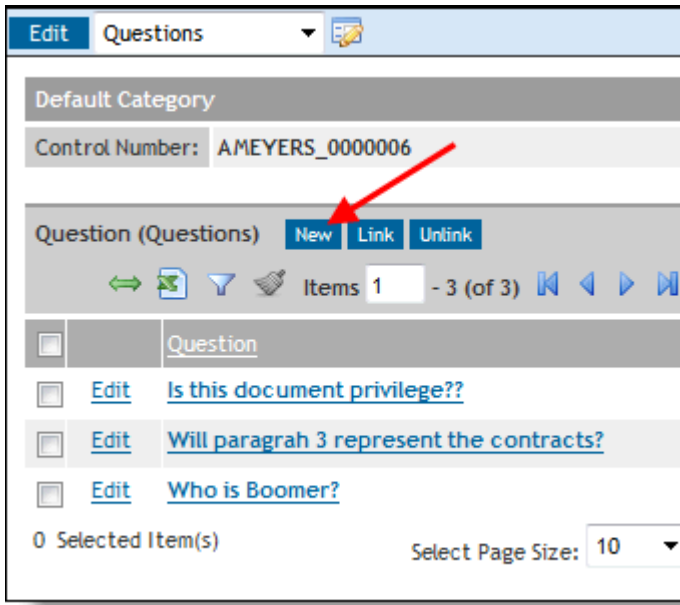 Edit Questions
Default Category
Control Number: AMEYERS_0000006
Question (Questions) New Link Unlink
Items 1 - 3 (of 3)
Question
Edit Is this document privilege??
Edit Will paragrah 3 represent the contracts?
Edit Who is Boomer?
0 Selected Item(s) Select Page Size: 10